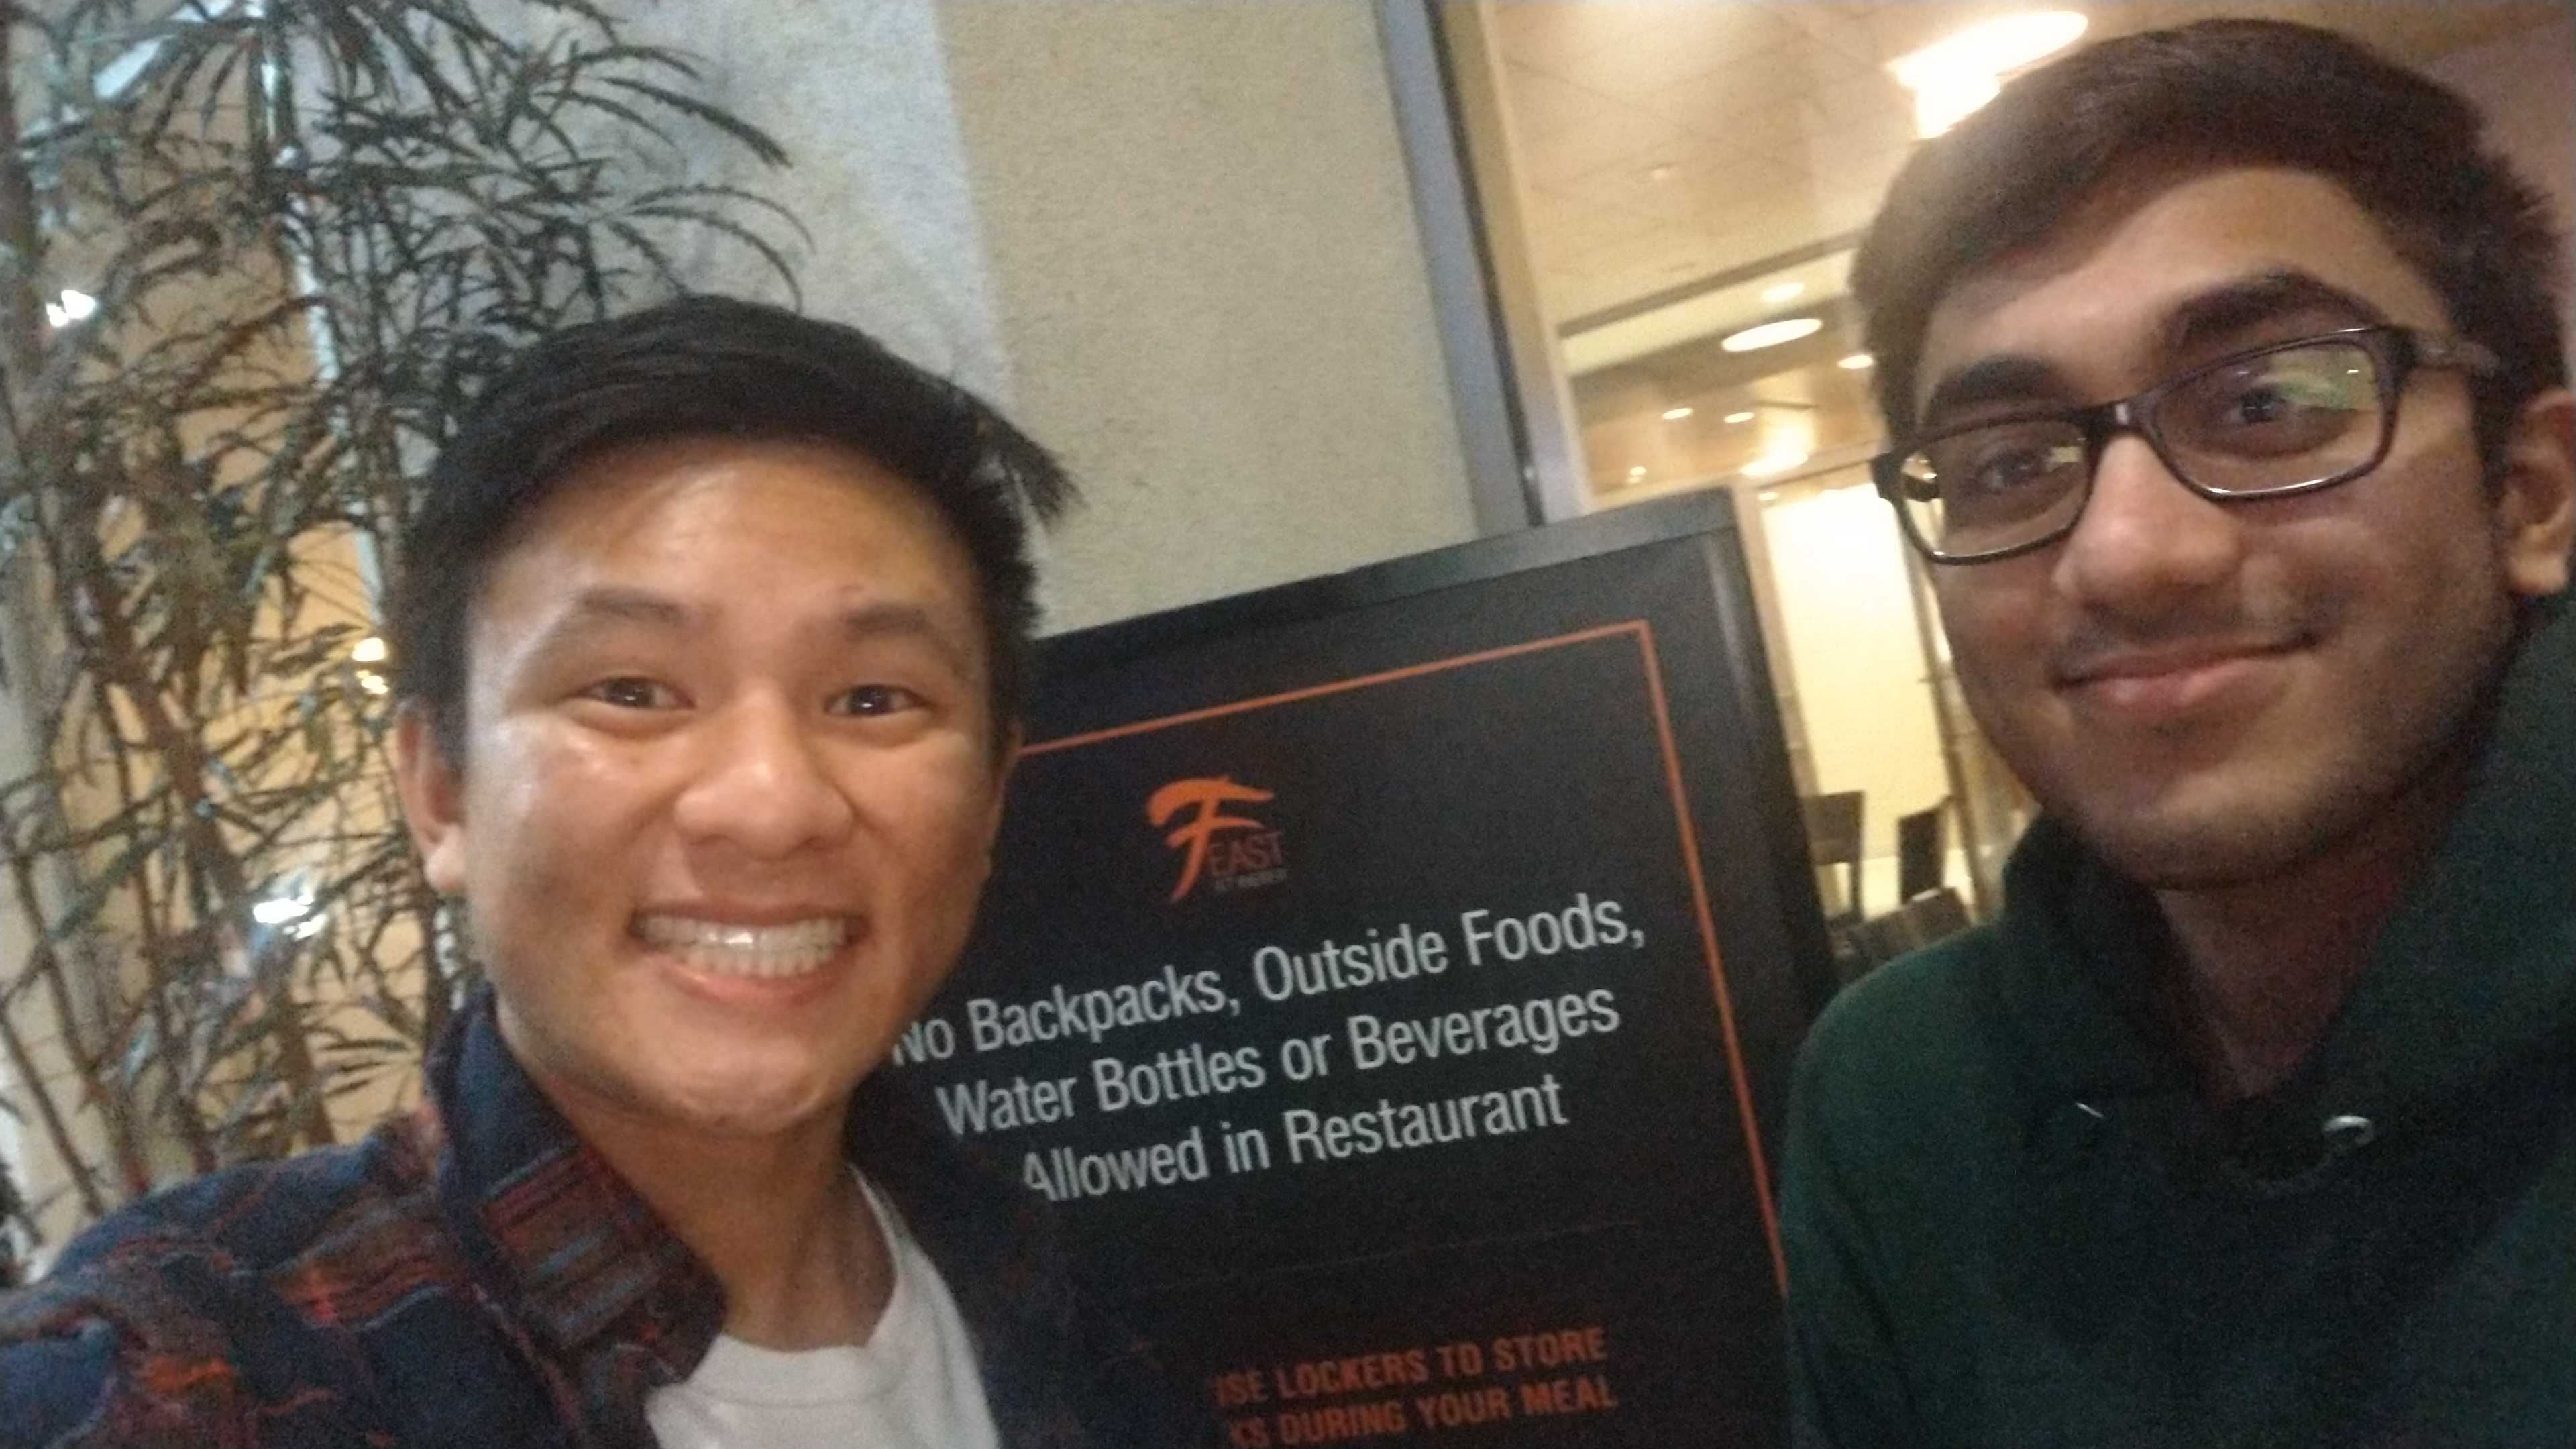 FEAST
No Backpacks, Outside Foods,
Water Bottles or Beverages
Allowed in Restaurant
LOCKERS TO STORE
DURING YOUR MEAL